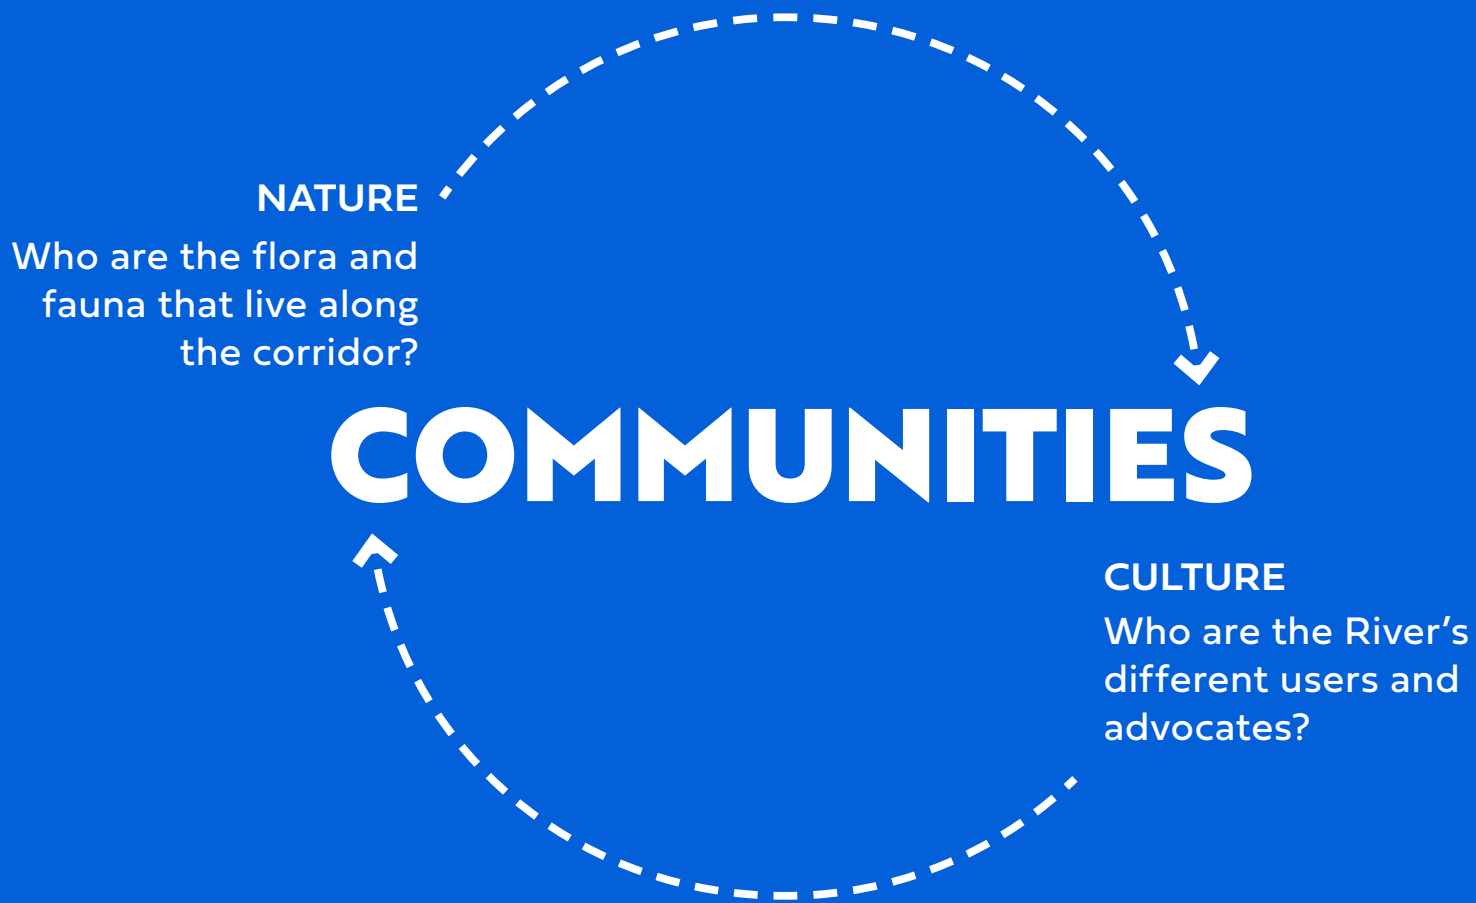 NATURE
Who are the flora and
fauna that live along
the corridor?
COMMUNITIES
CULTURE
Who are the River’s
different users and
advocates?